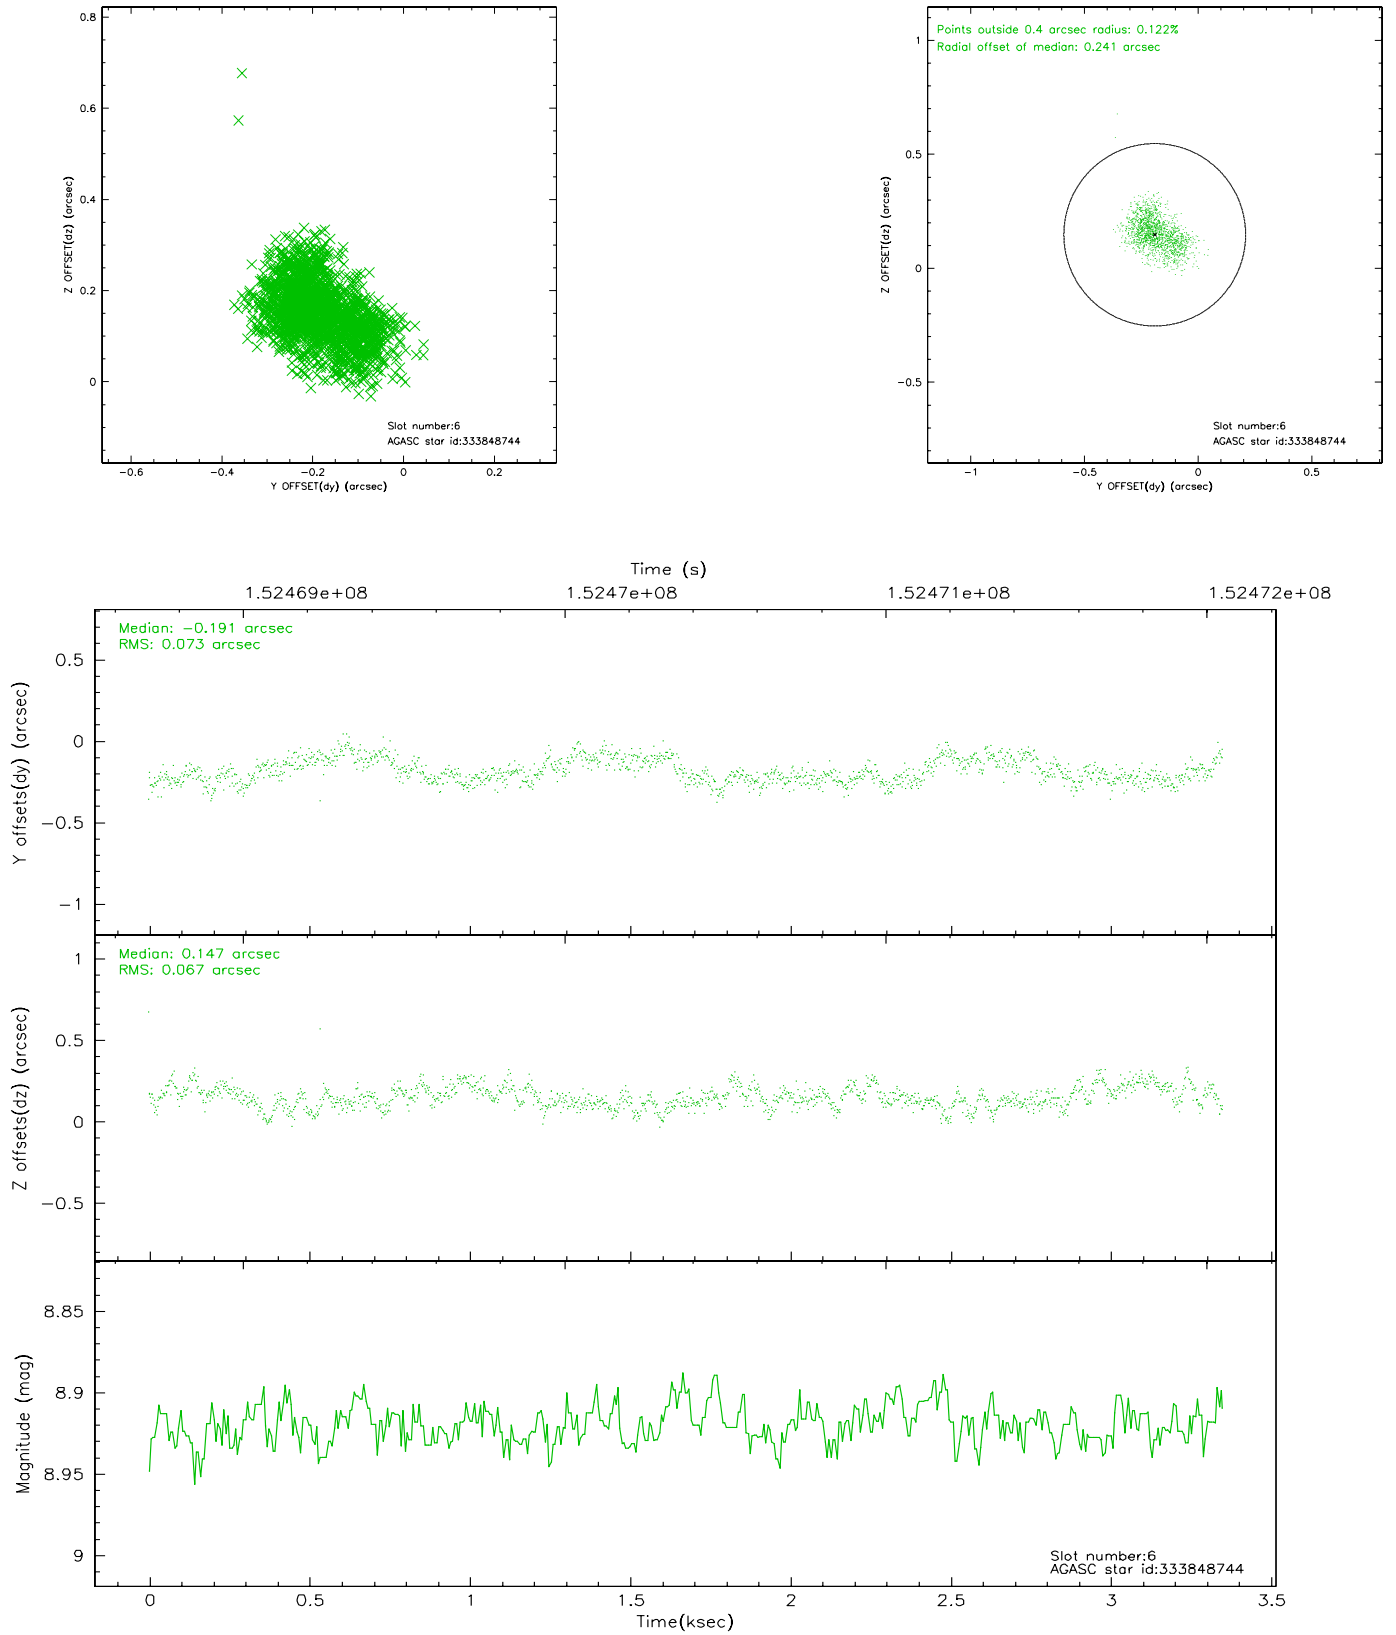 0.8
0.6
0.4
0.2
0
Z OFFSET(dz) (arcsec)
Slot number:6
AGASC star id:333848744
−0.6 −0.4 −0.2 0 0.2
Y OFFSET(dy) (arcsec)
Points outside 0.4 arcsec radius: 0.122%
Radial offset of median: 0.241 arcsec
1
0.5
0
−0.5
Z OFFSET(dz) (arcsec)
Slot number:6
AGASC star id:333848744
−1 −0.5 0 0.5
Y OFFSET(dy) (arcsec)
Time (s)
1.52469e+08 1.5247e+08 1.52471e+08 1.52472e+08
Median: −0.191 arcsec
RMS: 0.073 arcsec
0.5
0
−0.5
−1
Y offsets(dy) (arcsec)
Median: 0.147 arcsec
RMS: 0.067 arcsec
1
0.5
0
−0.5
Z offsets(dz) (arcsec)
8.85
8.9
8.95
9
Magnitude (mag)
Slot number:6
AGASC star id:333848744
0 0.5 1 1.5 2 2.5 3 3.5
Time(ksec)